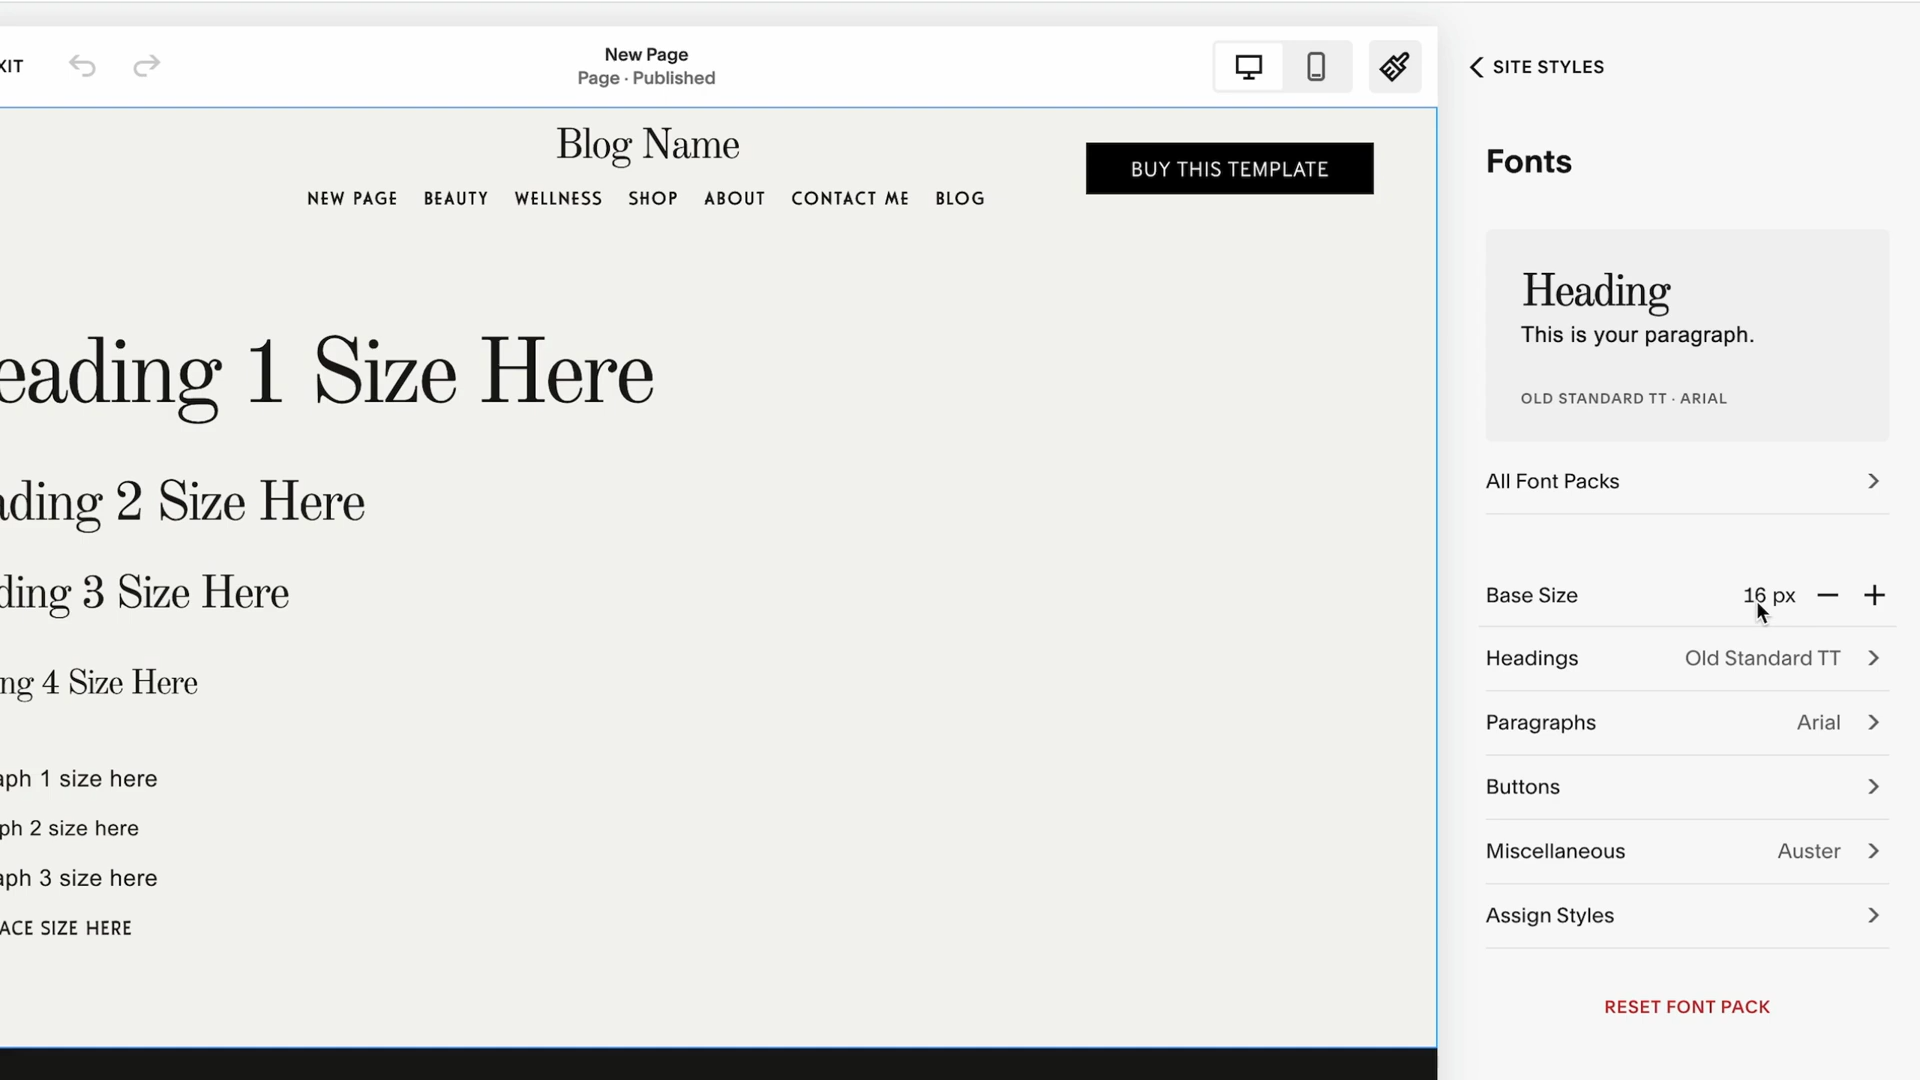 XIT
New Page
Page · Published
Blog Name
BUY THIS TEMPLATE
NEW PAGE BEAUTY WELLNESS SHOP ABOUT CONTACT ME BLOG
eading 1 Size Here
ading 2 Size Here
ding 3 Size Here
ng 4 Size Here
aph 1 size here
ph 2 size here
aph 3 size here
ACE SIZE HERE
SITE STYLES
Fonts
Heading
This is your paragraph.
OLD STANDARD TT · ARIAL
All Font Packs
Base Size 16 px
Headings Old Standard TT
Paragraphs Arial
Buttons
Miscellaneous Auster
Assign Styles
RESET FONT PACK